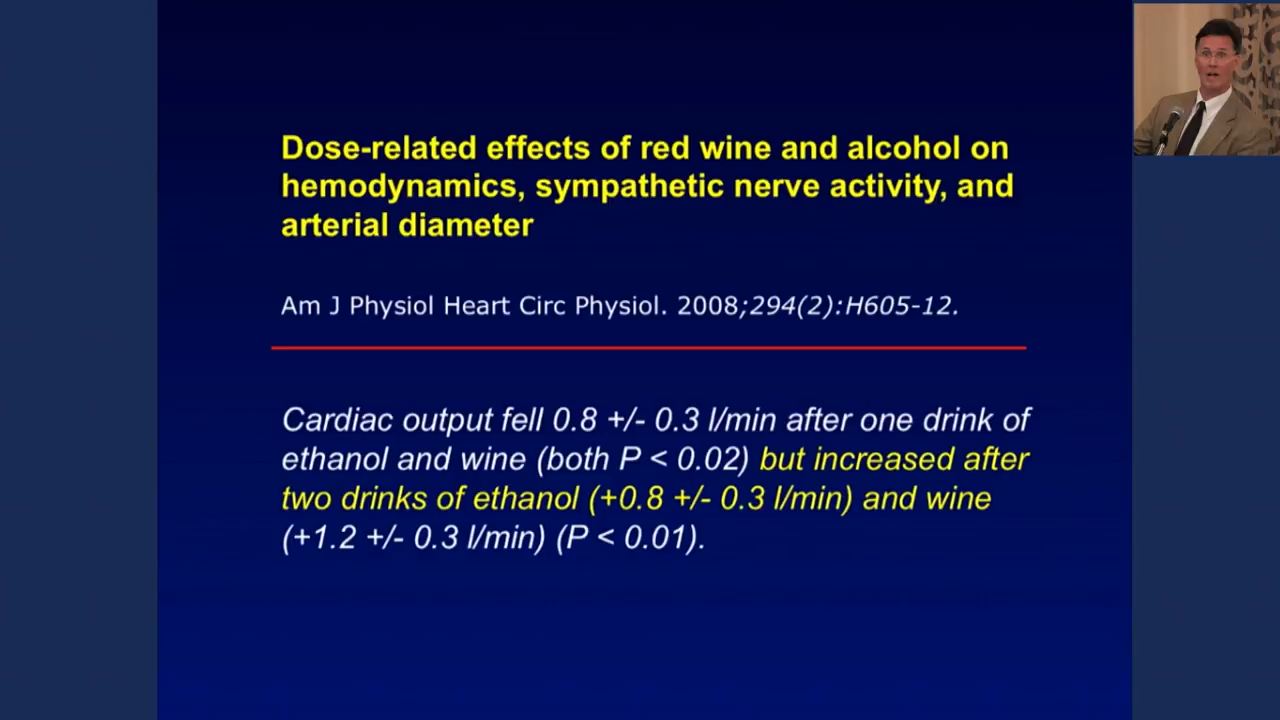 Dose-related effects of red wine and alcohol on
hemodynamics, sympathetic nerve activity, and
arterial diameter
Am J Physiol Heart Circ Physiol. 2008;294(2):H605-12.
Cardiac output fell 0.8 +/- 0.3 l/min after one drink of
ethanol and wine (both P < 0.02) but increased after
two drinks of ethanol (+0.8 +/- 0.3 l/min) and wine
(+1.2 +/- 0.3 l/min) (P < 0.01).